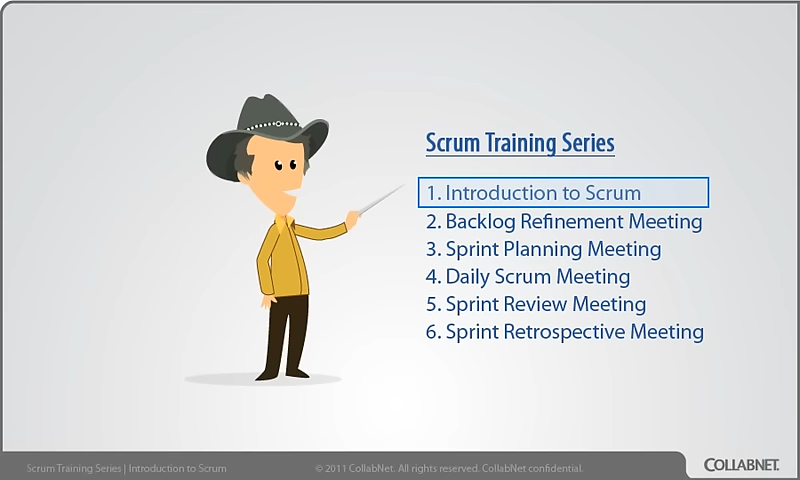 Scrum Training Series
1. Introduction to Scrum
2. Backlog Refinement Meeting
3. Sprint Planning Meeting
4. Daily Scrum Meeting
5. Sprint Review Meeting
6. Sprint Retrospective Meeting
Scrum Training Series | Introduction to Scrum
© 2011 CollabNet. All rights reserved. CollabNet confidential.
COLLABNET.